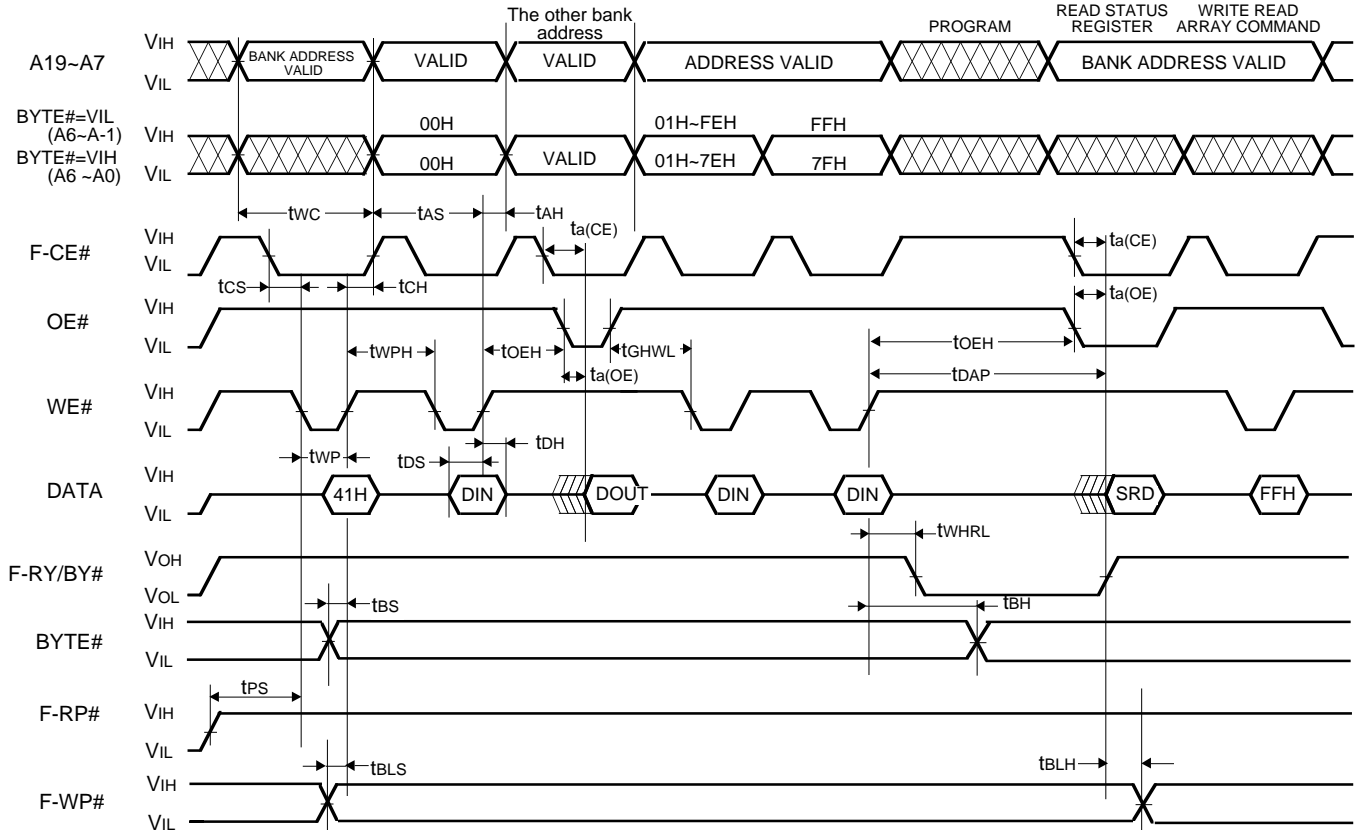 The other bank
address
PROGRAM
READ STATUS
REGISTER
WRITE READ
ARRAY COMMAND
A19~A7
VIH
VIL
BANK ADDRESS
VALID
VALID
VALID
ADDRESS VALID
BANK ADDRESS VALID
BYTE#=VIL
(A6~A-1)
BYTE#=VIH
(A6 ~A0)
VIH
VIL
00H
01H~FEH
FFH
00H
VALID
01H~7EH
7FH
tWC
tAS
tAH
ta(CE)
ta(CE)
F-CE#
VIH
VIL
tCS
tCH
ta(OE)
OE#
VIH
VIL
tWPH
tOEH
tGHWL
tOEH
ta(OE)
tDAP
WE#
VIH
VIL
tWP
tDS
tDH
DATA
VIH
VIL
41H
DIN
DOUT
DIN
DIN
SRD
FFH
tWHRL
F-RY/BY#
VOH
VOL
tBS
tBH
BYTE#
VIH
VIL
tPS
F-RP#
VIH
VIL
tBLS
tBLH
F-WP#
VIH
VIL